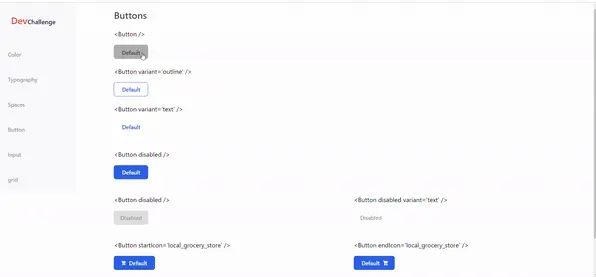 DevChallenge
Color
Typography
Spaces
Button
Input
grid
Buttons
<Button />
Default
<Button variant='outline' />
Default
<Button variant='text' />
Default
<Button disabled />
Default
<Button disabled />
Disabled
<Button disabled variant='text' />
Disabled
<Button startIcon='local_grocery_store' />
Default
<Button endIcon='local_grocery_store' />
Default